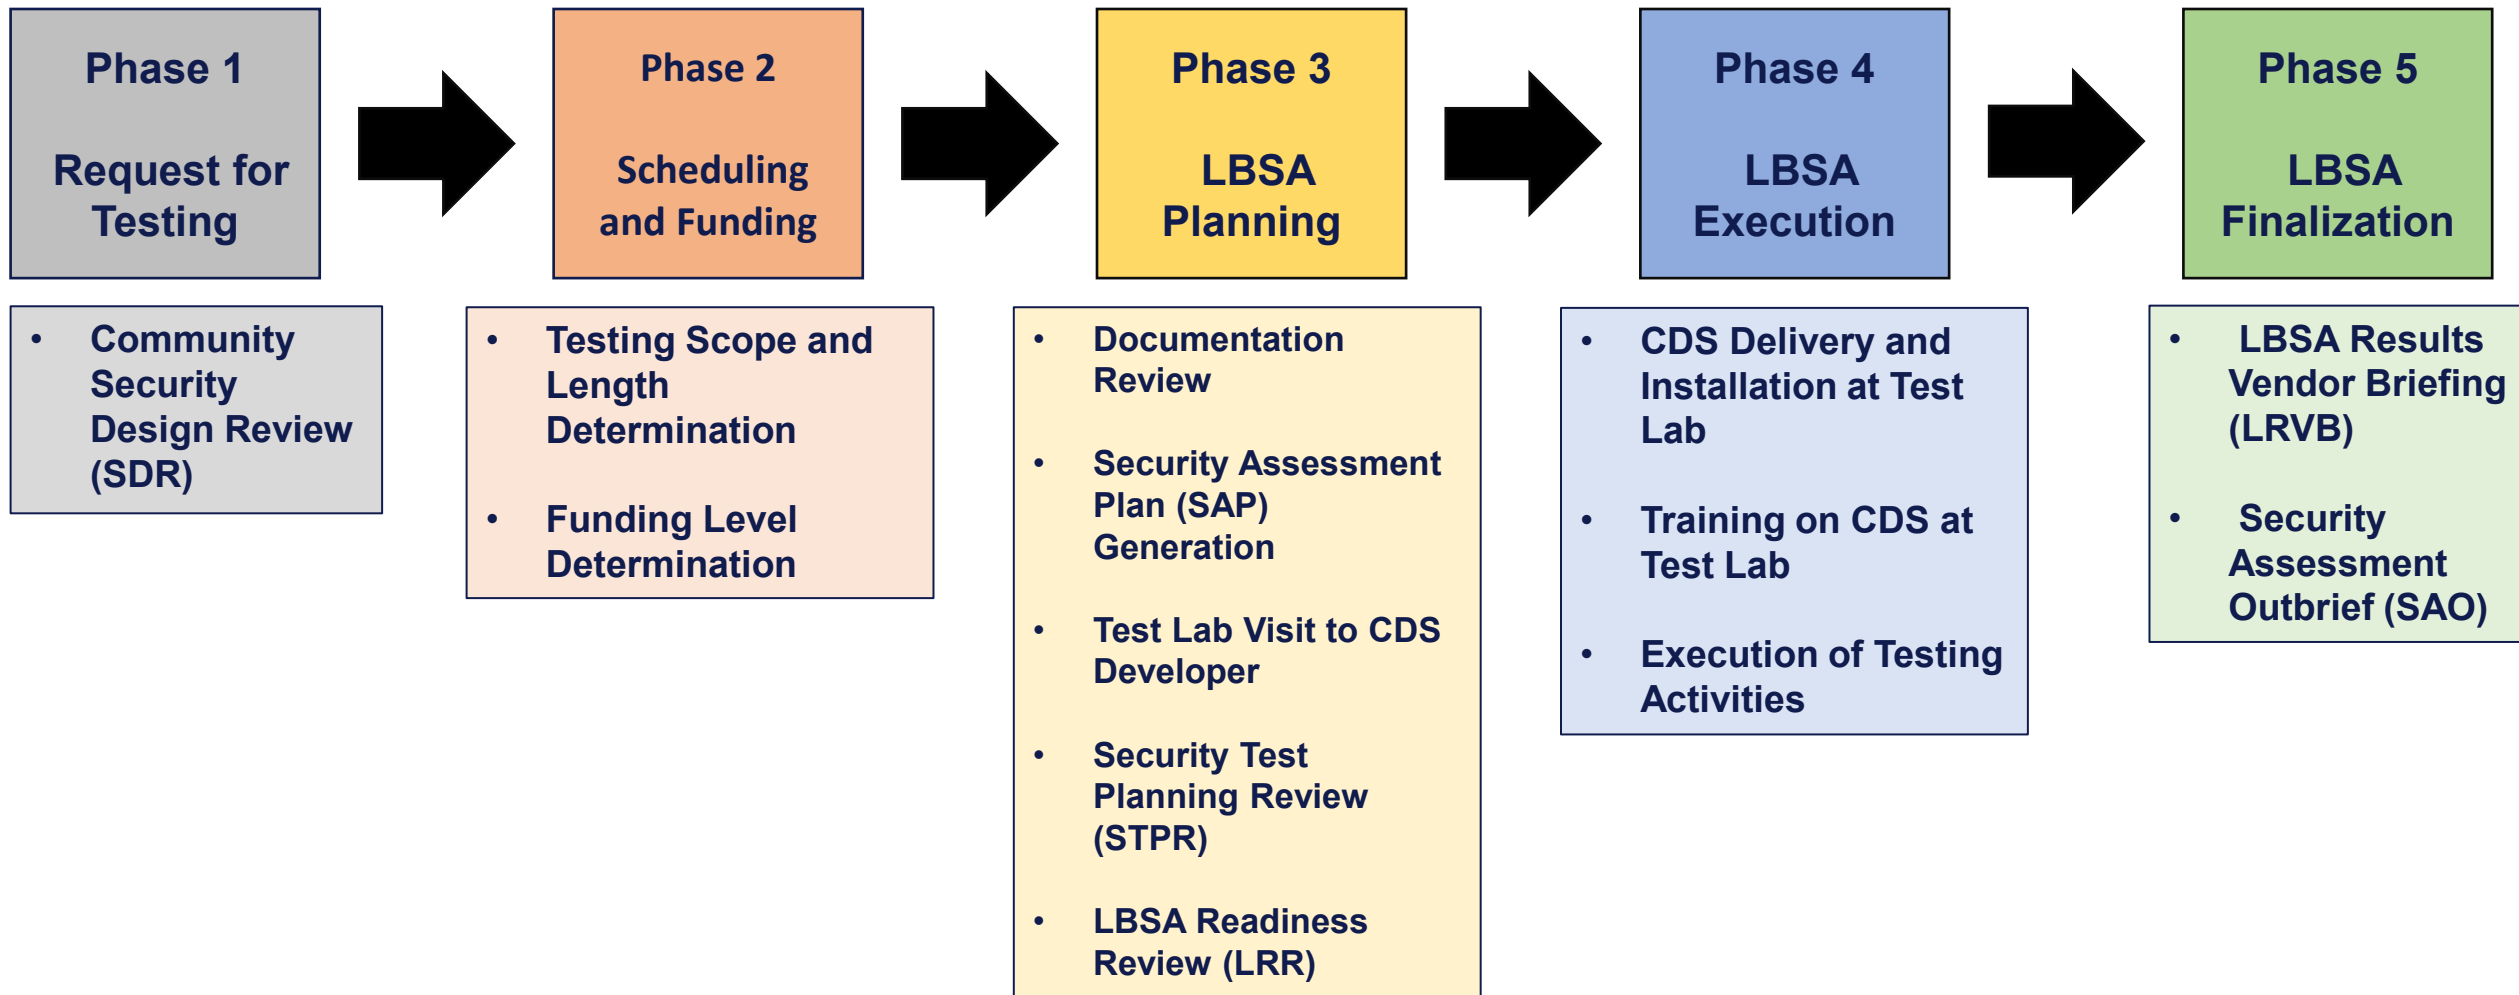 Phase 1
Request for
Testing
Phase 2
Scheduling
and Funding
Phase 3
LBSA
Planning
Phase 4
LBSA
Execution
Phase 5
LBSA
Finalization
• Community
Security
Design Review
(SDR)
• Testing Scope and
Length
Determination
• Funding Level
Determination
• Documentation
Review
• Security Assessment
Plan (SAP)
Generation
• Test Lab Visit to CDS
Developer
• Security Test
Planning Review
(STPR)
• LBSA Readiness
Review (LRR)
• CDS Delivery and
Installation at Test
Lab
• Training on CDS at
Test Lab
• Execution of Testing
Activities
• LBSA Results
Vendor Briefing
(LRVB)
• Security
Assessment
Outbrief (SAO)